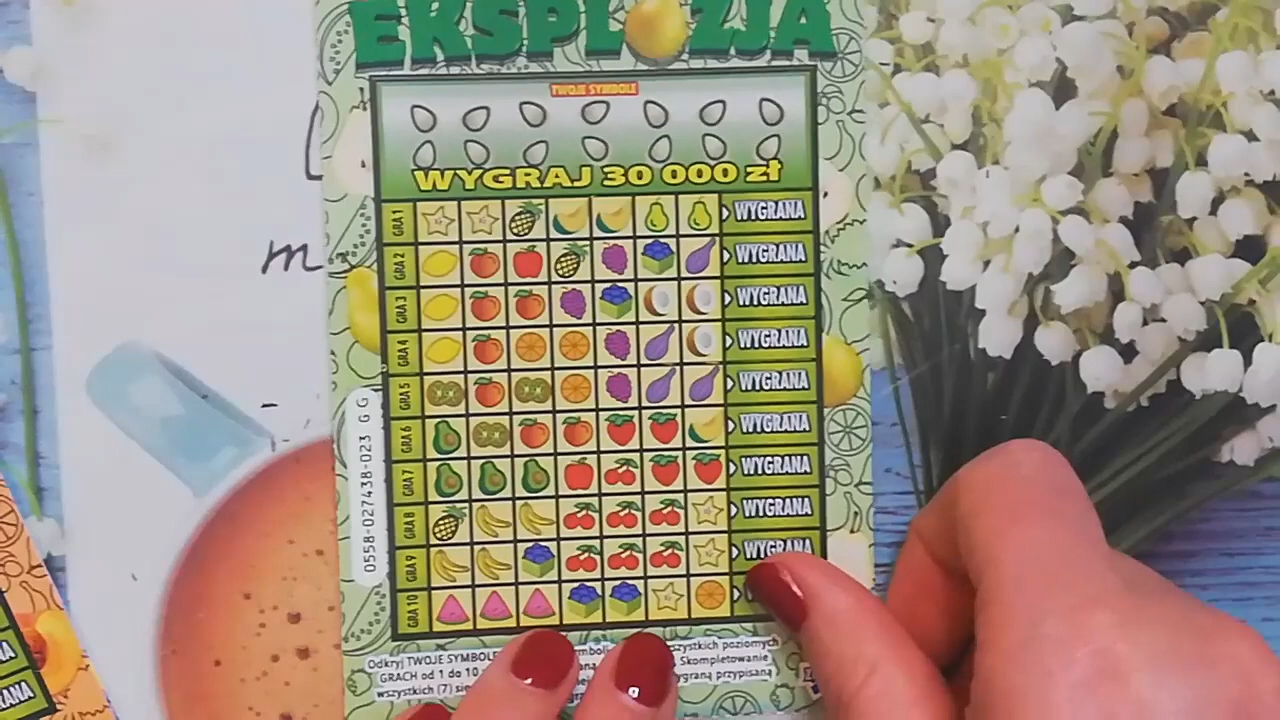 EKSPL ZJA
TWOJE SYMBOLE
WYGRAJ 30 000 zł
GRA 1 WYGRANA
GRA 2 WYGRANA
GRA 3 WYGRANA
GRA 4 WYGRANA
GRA 5 WYGRANA
GRA 6 WYGRANA
GRA 7 WYGRANA
GRA 8 WYGRANA
GRA 9 WYGRANA
GRA 10
Odkryj TWOJE SYMBOLE szystkich poziomych
GRACH od 1 do 10 Skompletowanie
wszystkich (7) wygraną przypisaną
0558-027438-023 G G
m